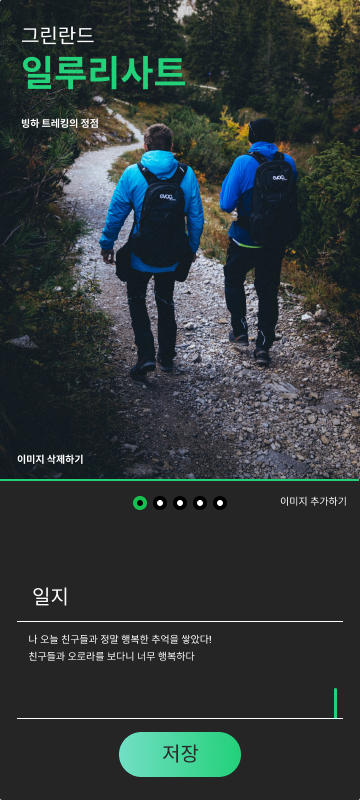 그린란드
일루리사트
빙하 트레킹의 정점
evoc
evoc
이미지 삭제하기
이미지 추가하기
일지
나 오늘 친구들과 정말 행복한 추억을 쌓았다!
친구들과 오로라를 보다니 너무 행복하다
저장